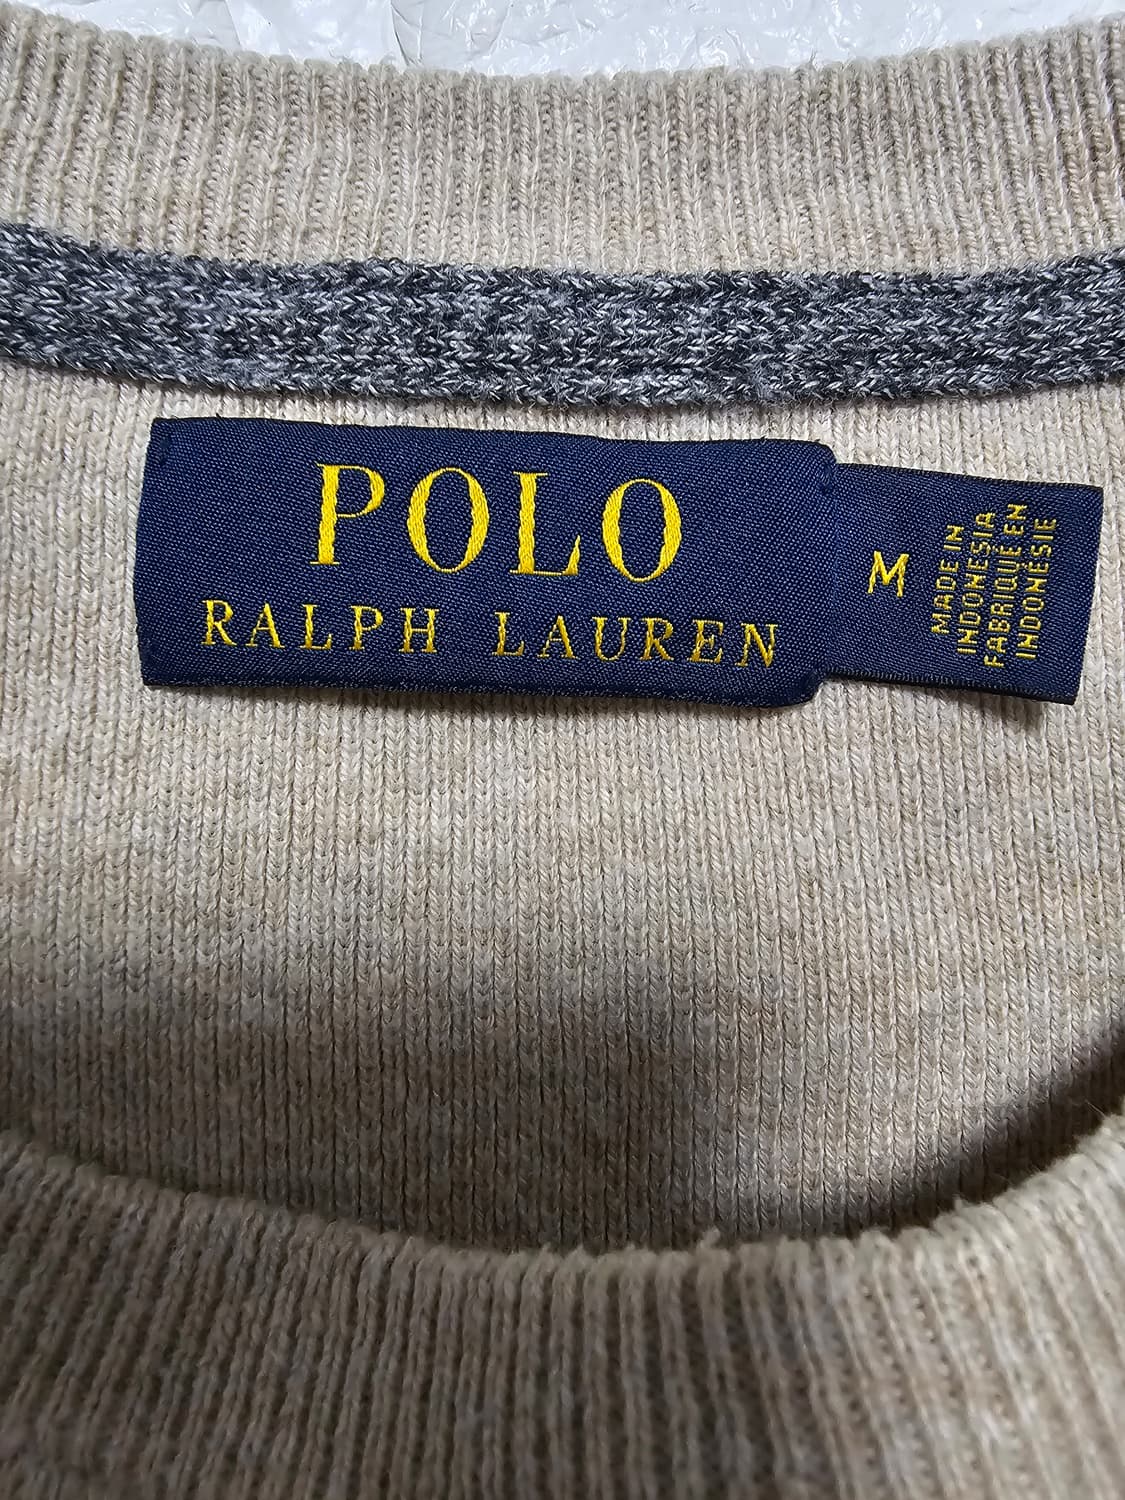 POLO
RALPH LAUREN
M
MADE IN
INDONESIA
FABRIQUÉ EN
INDONÉSIE